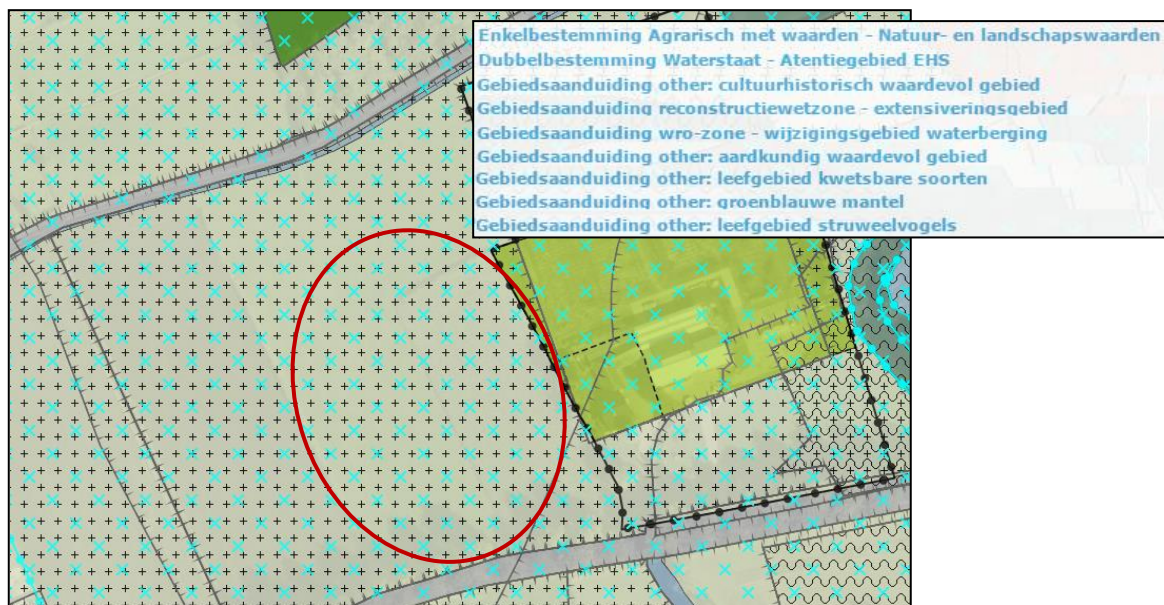 Enkelbestemming Agrarisch met waarden - Natuur- en landschapswaarden
Dubbelbestemming Waterstaat - Atentiegebied EHS
Gebiedsaanduiding other: cultuurhistorisch waardevol gebied
Gebiedsaanduiding reconstructiewetzone - extensiveringsgebied
Gebiedsaanduiding wro-zone - wijzigingsgebied waterberging
Gebiedsaanduiding other: aardkundig waardevol gebied
Gebiedsaanduiding other: leefgebied kwetsbare soorten
Gebiedsaanduiding other: groenblauwe mantel
Gebiedsaanduiding other: leefgebied struweelvogels